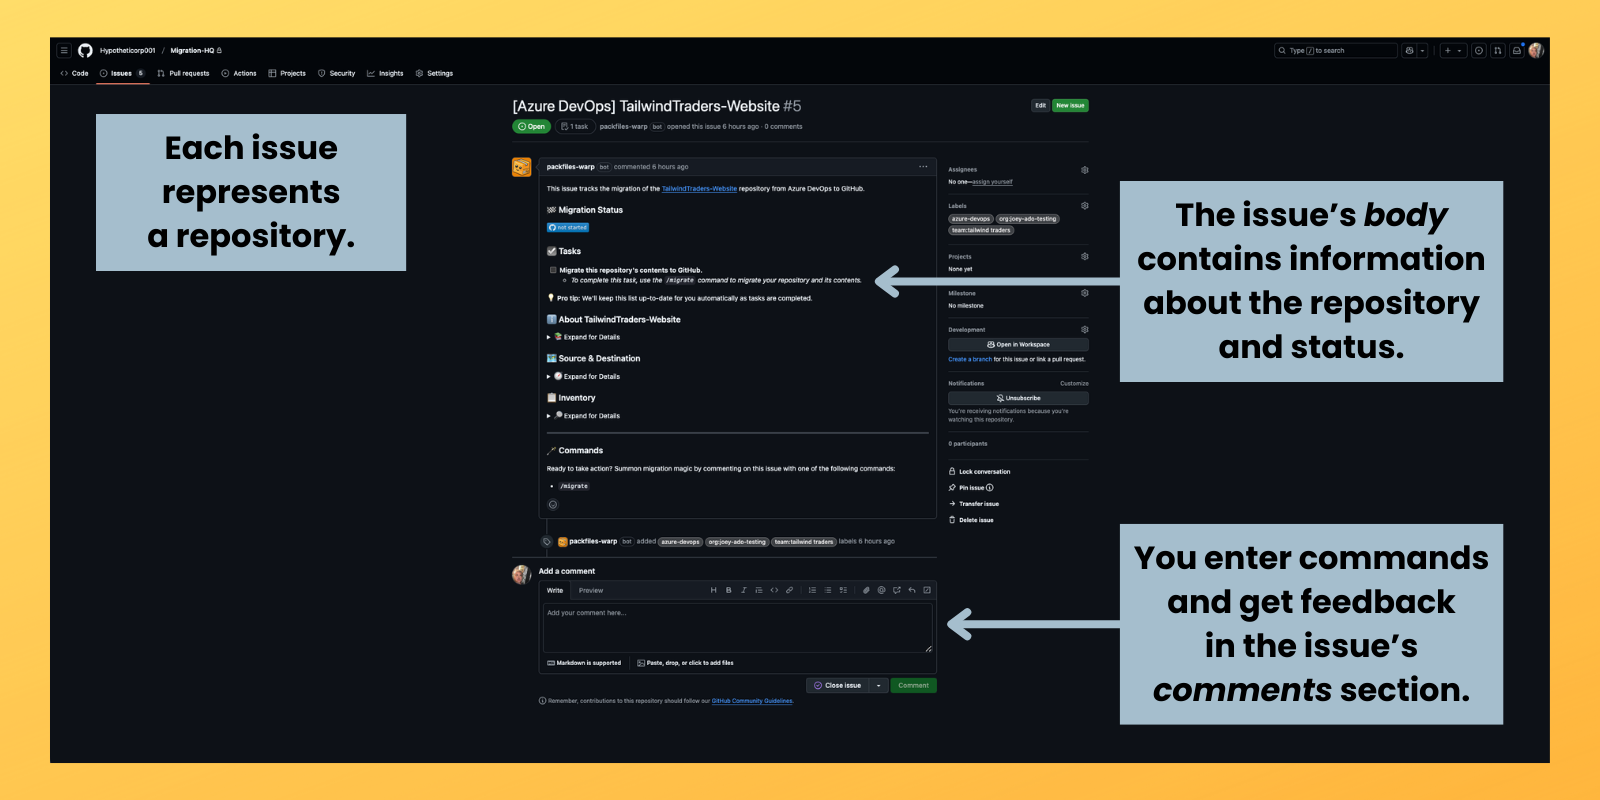 Hypotheticorp001 / Migration-HQ
Type / to search
Code Issues 5 Pull requests Actions Projects Security Insights Settings
[Azure DevOps] TailwindTraders-Website #5
Edit New issue
Open 1 task packfiles-warp bot opened this issue 6 hours ago · 0 comments
Each issue
represents
a repository.
packfiles-warp bot commented 6 hours ago
This issue tracks the migration of the TailwindTraders-Website repository from Azure DevOps to GitHub.
Migration Status
not started
Tasks
Migrate this repository's contents to GitHub.
To complete this task, use the /migrate command to migrate your repository and its contents.
Pro tip: We'll keep this list up-to-date for you automatically as tasks are completed.
About TailwindTraders-Website
Expand for Details
Source & Destination
Expand for Details
Inventory
Expand for Details
Commands
Ready to take action? Summon migration magic by commenting on this issue with one of the following commands:
/migrate
packfiles-warp bot added azure-devops org:joey-ado-testing team:tailwind traders labels 6 hours ago
Add a comment
Write Preview
Add your comment here...
Markdown is supported Paste, drop, or click to add files
Close issue Comment
Remember, contributions to this repository should follow our GitHub Community Guidelines.
Assignees
No one—assign yourself
Labels
azure-devops org:joey-ado-testing
team:tailwind traders
Projects
None yet
Milestone
No milestone
Development
Open in Workspace
Create a branch for this issue or link a pull request.
Notifications Customize
Unsubscribe
You're receiving notifications because you're
watching this repository.
0 participants
Lock conversation
Pin issue
Transfer issue
Delete issue
The issue's body
contains information
about the repository
and status.
You enter commands
and get feedback
in the issue's
comments section.